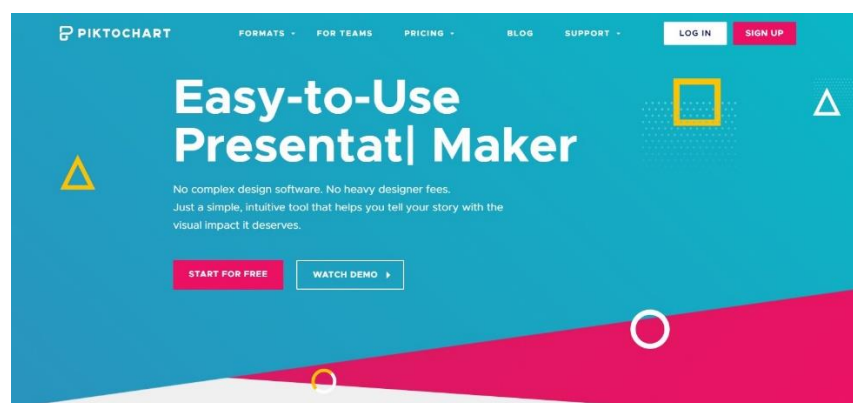 PIKTOCHART
FORMATS
FOR TEAMS
PRICING
BLOG
SUPPORT
LOG IN
SIGN UP
Easy-to-Use
Presentat| Maker
No complex design software. No heavy designer fees.
Just a simple, intuitive tool that helps you tell your story with the
visual impact it deserves.
START FOR FREE
WATCH DEMO